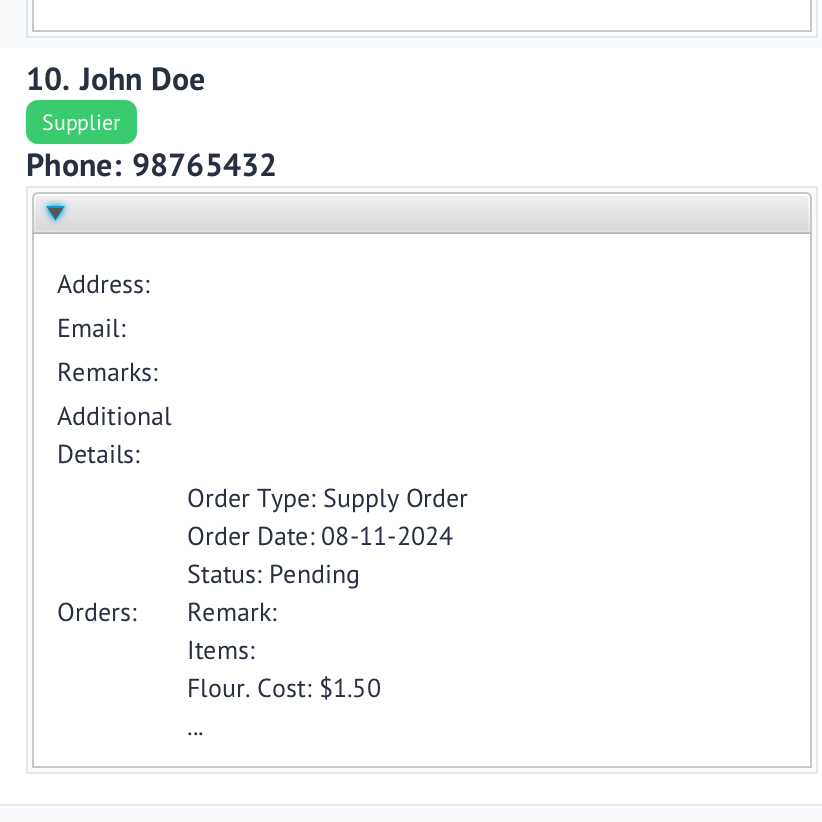 10. John Doe
Supplier
Phone: 98765432
Address:
Email:
Remarks:
Additional
Details:
Order Type: Supply Order
Order Date: 08-11-2024
Status: Pending
Orders: Remark:
Items:
Flour. Cost: $1.50
...